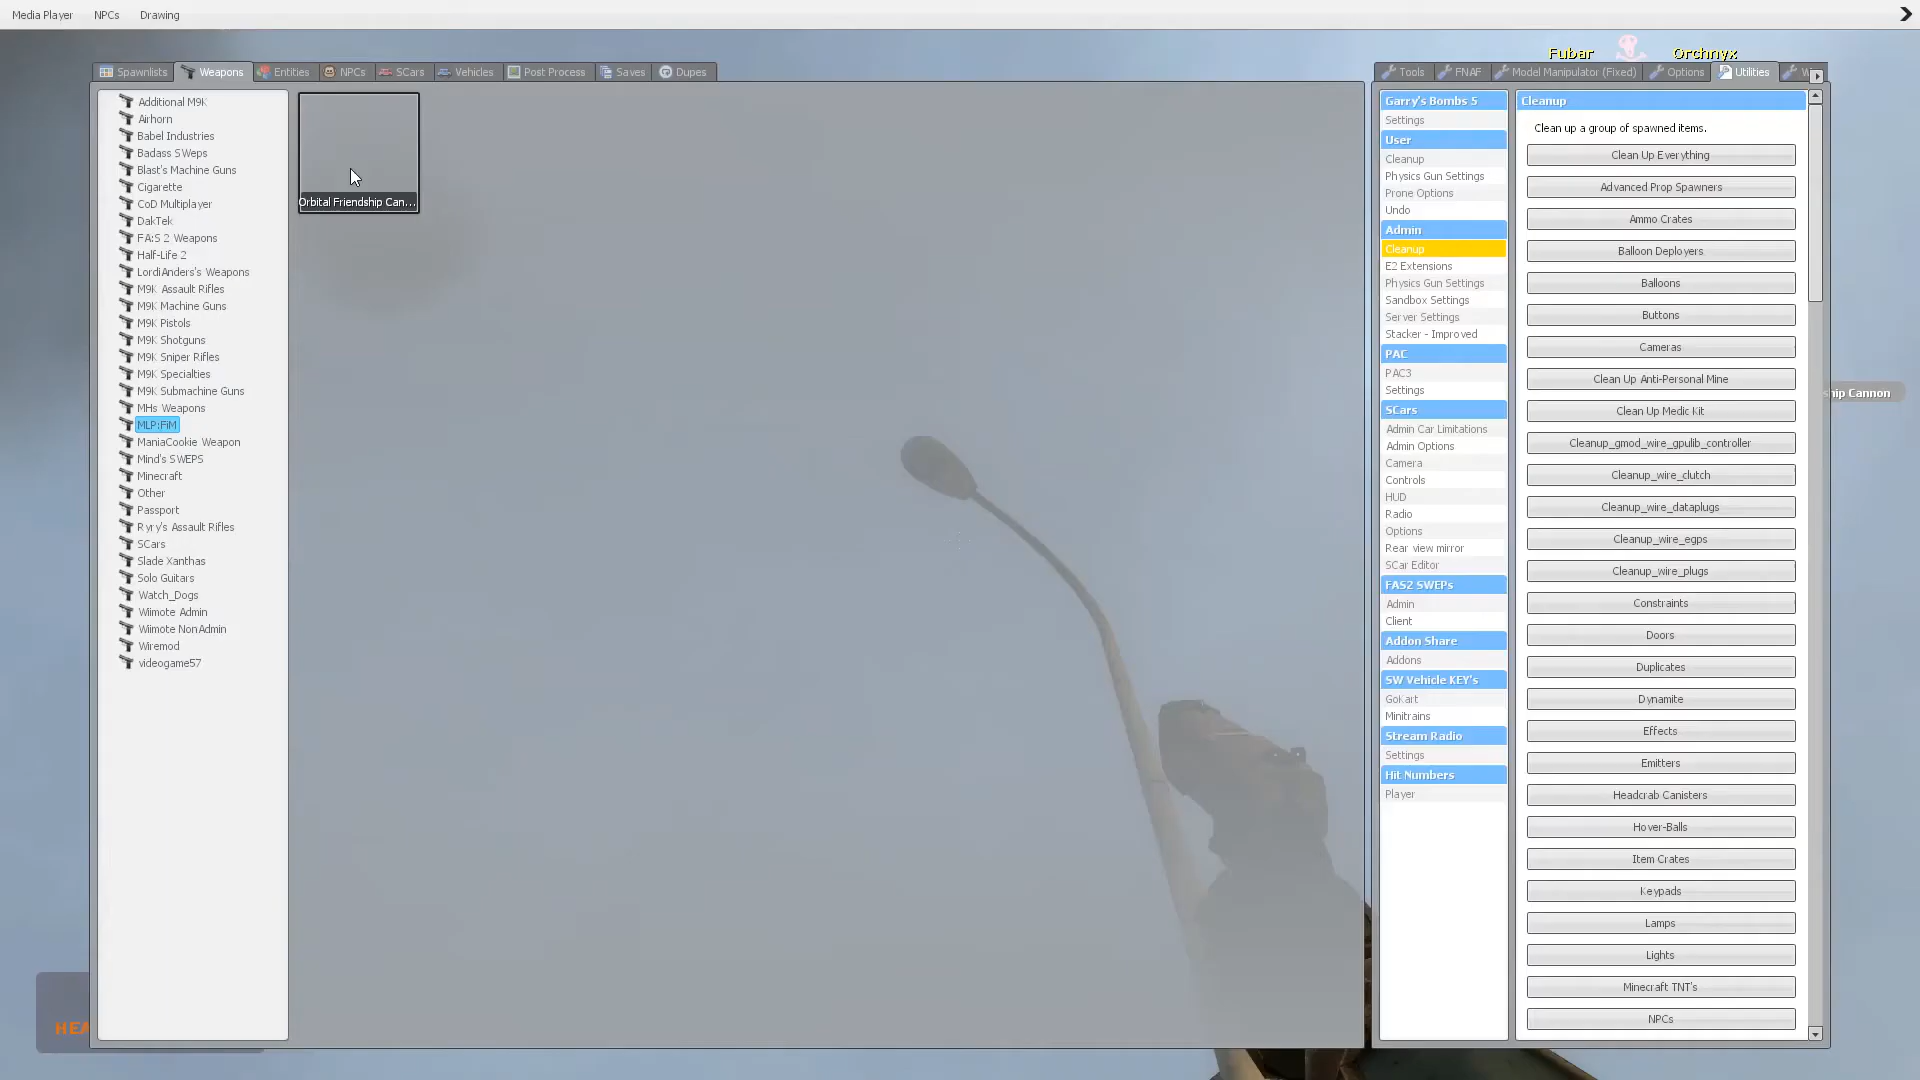 Media Player NPCs Drawing
Fubar Orchnyx
Spawnlists Weapons Entities NPCs SCars Vehicles Post Process Saves Dupes
Tools FNAF Model Manipulator (Fixed) Options Utilities
Additional M9K
Airhorn
Babel Industries
Badass SWeps
Blast's Machine Guns
Cigarette
CoD Multiplayer
DakTek
FA:S 2 Weapons
Half-Life 2
LordiAnders's Weapons
M9K Assault Rifles
M9K Machine Guns
M9K Pistols
M9K Shotguns
M9K Sniper Rifles
M9K Specialties
M9K Submachine Guns
MHs Weapons
MLP:FiM
ManiaCookie Weapon
Mind's SWEPS
Minecraft
Other
Passport
Ryry's Assault Rifles
SCars
Slade Xanthas
Solo Guitars
Watch_Dogs
Wiimote Admin
Wiimote NonAdmin
Wiremod
videogame57
Orbital Friendship Can...
Garry's Bombs 5
Settings
User
Cleanup
Physics Gun Settings
Prone Options
Undo
Admin
Cleanup
E2 Extensions
Physics Gun Settings
Sandbox Settings
Server Settings
Stacker - Improved
PAC
PAC3
Settings
SCars
Admin Car Limitations
Admin Options
Camera
Controls
HUD
Radio
Options
Rear view mirror
SCar Editor
FAS2 SWEPs
Admin
Client
Addon Share
Addons
SW Vehicle KEY's
GoKart
Minitrains
Stream Radio
Settings
Hit Numbers
Player
Cleanup
Clean up a group of spawned items.
Clean Up Everything
Advanced Prop Spawners
Ammo Crates
Balloon Deployers
Balloons
Buttons
Cameras
Clean Up Anti-Personal Mine
Clean Up Medic Kit
Cleanup_gmod_wire_gpulib_controller
Cleanup_wire_clutch
Cleanup_wire_dataplugs
Cleanup_wire_egps
Cleanup_wire_plugs
Constraints
Doors
Duplicates
Dynamite
Effects
Emitters
Headcrab Canisters
Hover-Balls
Item Crates
Keypads
Lamps
Lights
Minecraft TNT's
NPCs
hip Cannon
HEA